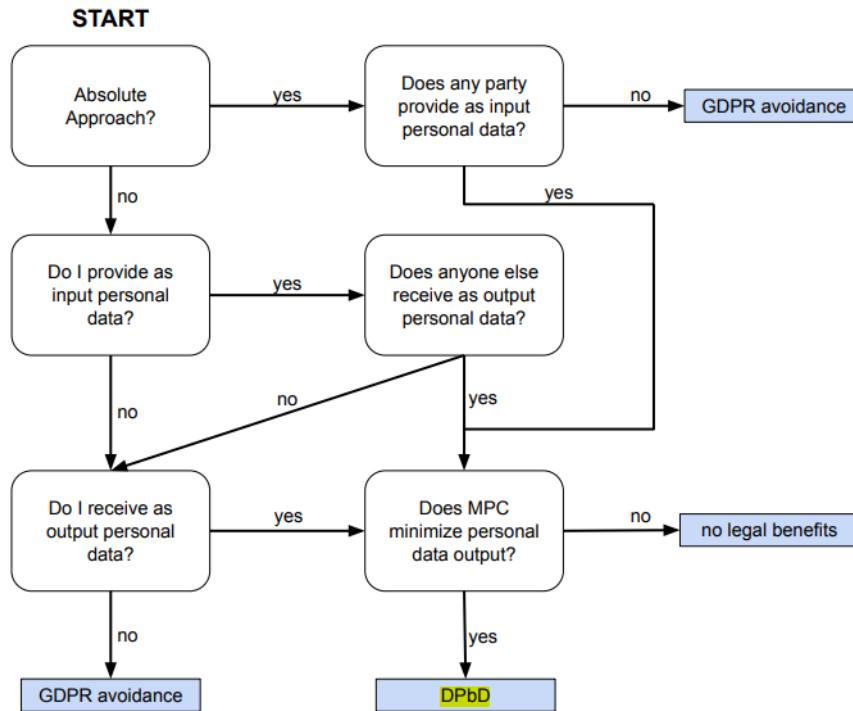 START
Absolute
Approach?
yes
Does any party
provide as input
personal data?
no
GDPR avoidance
no
yes
Do I provide as
input personal
data?
yes
Does anyone else
receive as output
personal data?
no
no
yes
Do I receive as
output personal
data?
yes
Does MPC
minimize personal
data output?
no
no legal benefits
no
yes
GDPR avoidance
DPbD